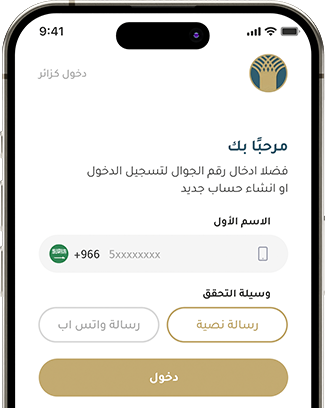 9:41
دخول كزائر
مرحبًا بك
فضلا ادخال رقم الجوال لتسجيل الدخول
او انشاء حساب جديد
الاسم الأول
+966 5xxxxxxxx
وسيلة التحقق
رسالة نصية
رسالة واتس اب
دخول